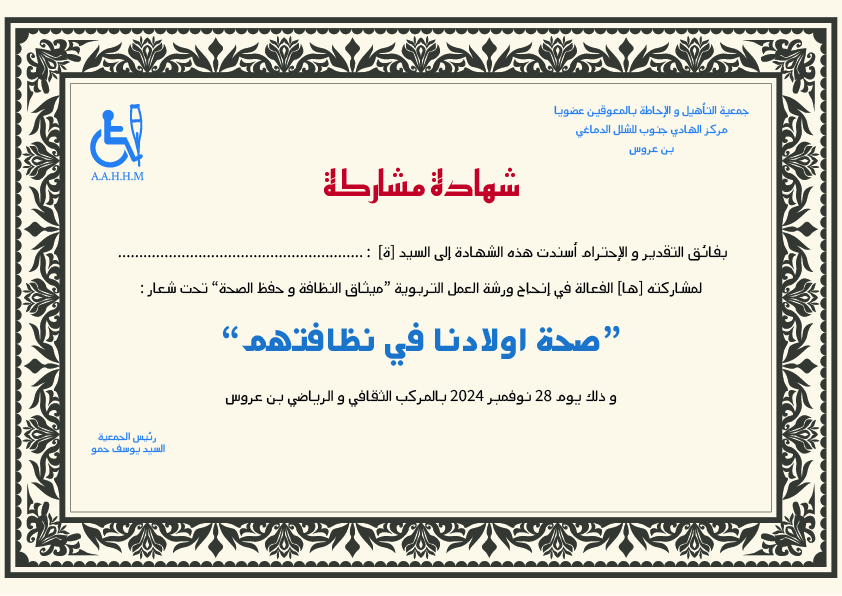 جمعية التأهيل و الإحاطة بالمعوقين عضويا
مركز الهادي جنوب للشلل الدماغي
بن عروس
A.A.H.H.M
شهادة مشاركة
بفائق التقدير و الإحترام أسندت هذه الشهادة إلى السيد [ة] : ..........................................................
لمشاركته [ها] الفعالة في إنجاح ورشة العمل التربوية ”ميثاق النظافة و حفظ الصحة“ تحت شعار :
”صحة اولادنا في نظافتهم“
و ذلك يوم 28 نوفمبر 2024 بالمركب الثقافي و الرياضي بن عروس
رئيس الجمعية
السيد يوسف حمو